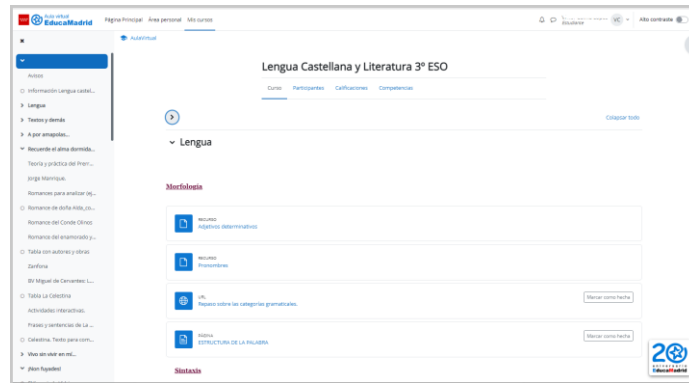 Aula Virtual
EducaMadrid
Página Principal
Área personal
Mis cursos
Estudiante
VC
Alto contraste
AulaVirtual
Avisos
Información Lengua castel...
Lengua
Textos y demás
A por amapolas...
Recuerde el alma dormida...
Teoría y práctica del Prerr...
Jorge Manrique.
Romances para analizar (ej...
Romance de doña Alda_co...
Romance del Conde Olinos
Romance del enamorado y...
Tabla con autores y obras
Zanfona
BV Miguel de Cervantes: L...
Tabla La Celestina
Actividades interactivas.
Frases y sentencias de La ...
Celestina. Texto para com...
Vivo sin vivir en mí...
¡Non fuyades!
Lengua Castellana y Literatura 3º ESO
Curso
Participantes
Calificaciones
Competencias
Colapsar todo
Lengua
Morfología
RECURSO
Adjetivos determinativos
RECURSO
Pronombres
URL
Repaso sobre las categorías gramaticales.
Marcar como hecha
PÁGINA
ESTRUCTURA DE LA PALABRA
Marcar como hecha
Sintaxis
20
ANIVERSARIO
EducaMadrid